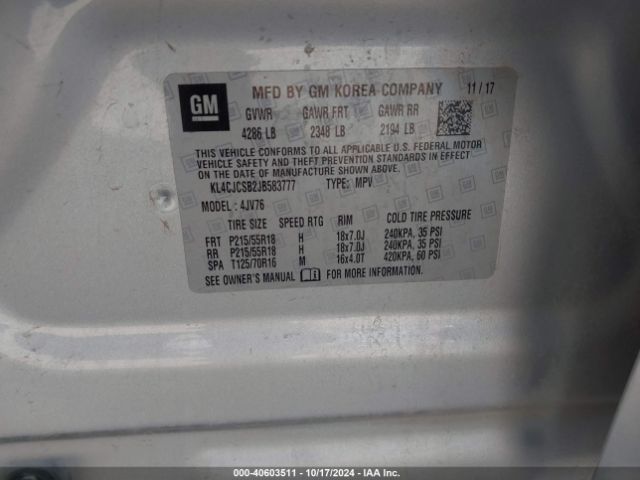 GM
MFD BY GM KOREA COMPANY 11/17
GVWR GAWR FRT GAWR RR
4286 LB 2348 LB 2194 LB
THIS VEHICLE CONFORMS TO ALL APPLICABLE U.S. FEDERAL MOTOR
VEHICLE SAFETY AND THEFT PREVENTION STANDARDS IN EFFECT
ON THE DATE OF MANUFACTURE SHOWN ABOVE.
KL4CJCSB2JB583777 TYPE: MPV
MODEL: 4JV76
TIRE SIZE SPEED RTG RIM COLD TIRE PRESSURE
FRT P215/55R18 H 18x7.0J 240KPA, 35 PSI
RR P215/55R18 H 18x7.0J 240KPA, 35 PSI
SPA T125/70R16 M 16x4.0T 420KPA, 60 PSI
SEE OWNER'S MANUAL FOR MORE INFORMATION.
000-40603511 - 10/17/2024 - IAA Inc.